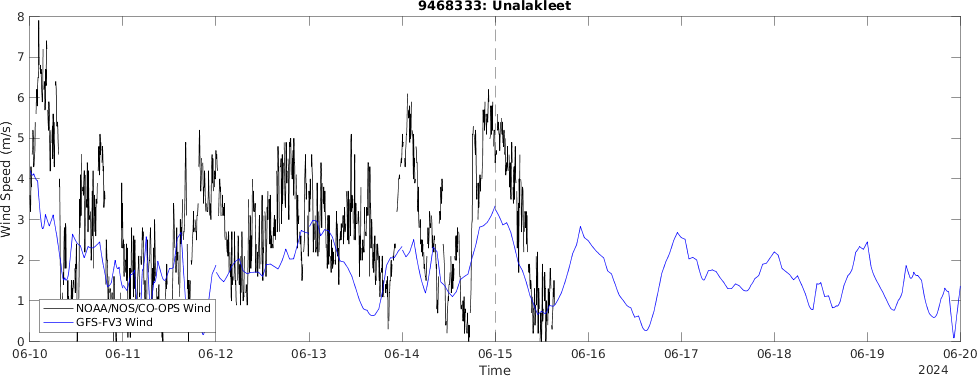 9468333: Unalakleet
8
7
6
5
4
3
2
1
0
Wind Speed (m/s)
NOAA/NOS/CO-OPS Wind
GFS-FV3 Wind
06-10 06-11 06-12 06-13 06-14 06-15 06-16 06-17 06-18 06-19 06-20
Time
2024